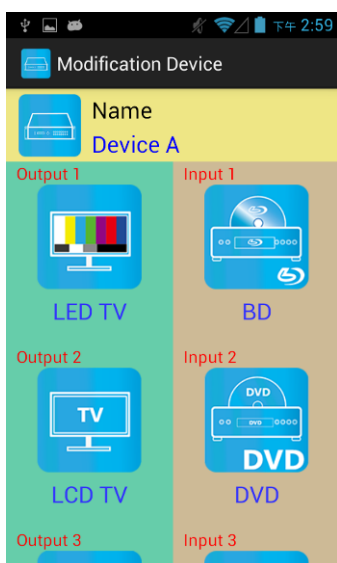 下午 2:59
Modification Device
Name
Device A
Output 1
Input 1
LED TV
BD
Output 2
Input 2
TV
DVD
DVD
DVD
LCD TV
DVD
Output 3
Input 3